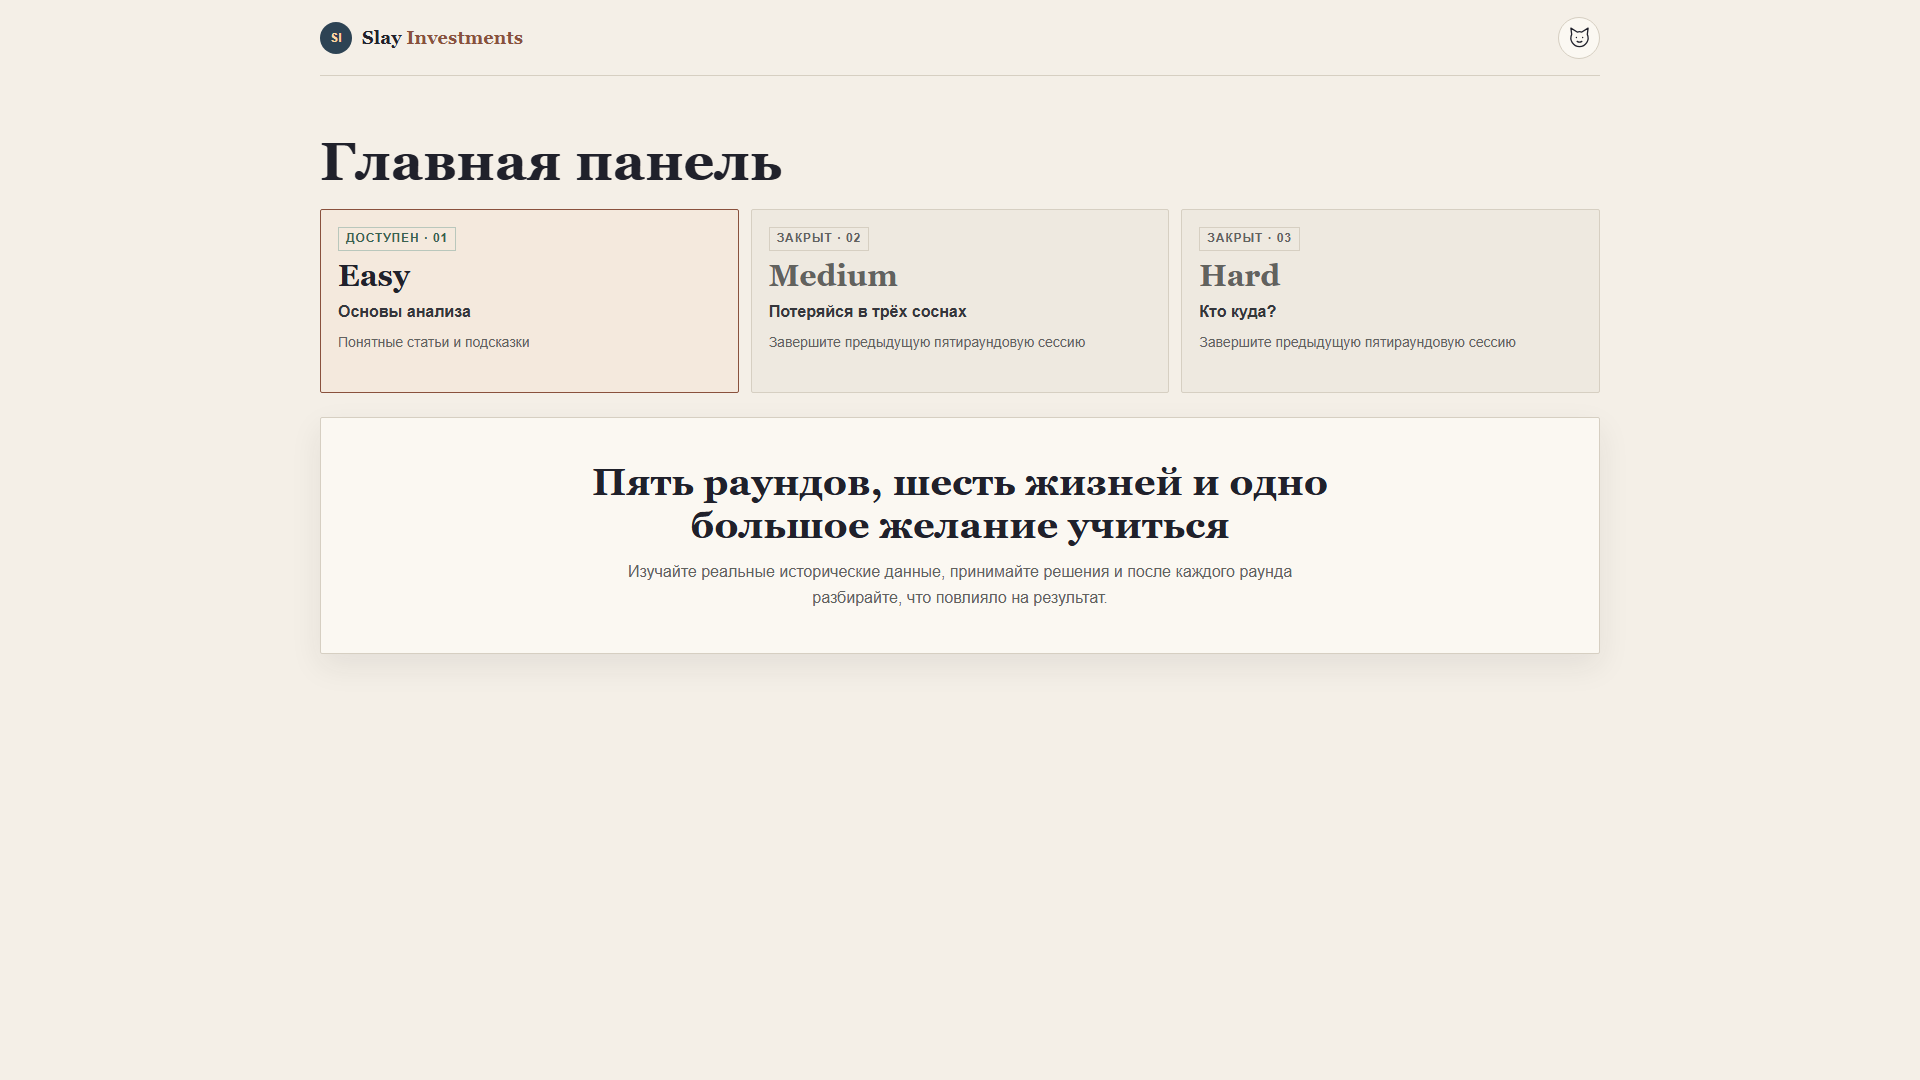 SI Slay Investments
Главная панель
ДОСТУПЕН · 01
Easy
Основы анализа
Понятные статьи и подсказки
ЗАКРЫТ · 02
Medium
Потеряйся в трёх соснах
Завершите предыдущую пятираундовую сессию
ЗАКРЫТ · 03
Hard
Кто куда?
Завершите предыдущую пятираундовую сессию
Пять раундов, шесть жизней и одно
большое желание учиться
Изучайте реальные исторические данные, принимайте решения и после каждого раунда
разбирайте, что повлияло на результат.